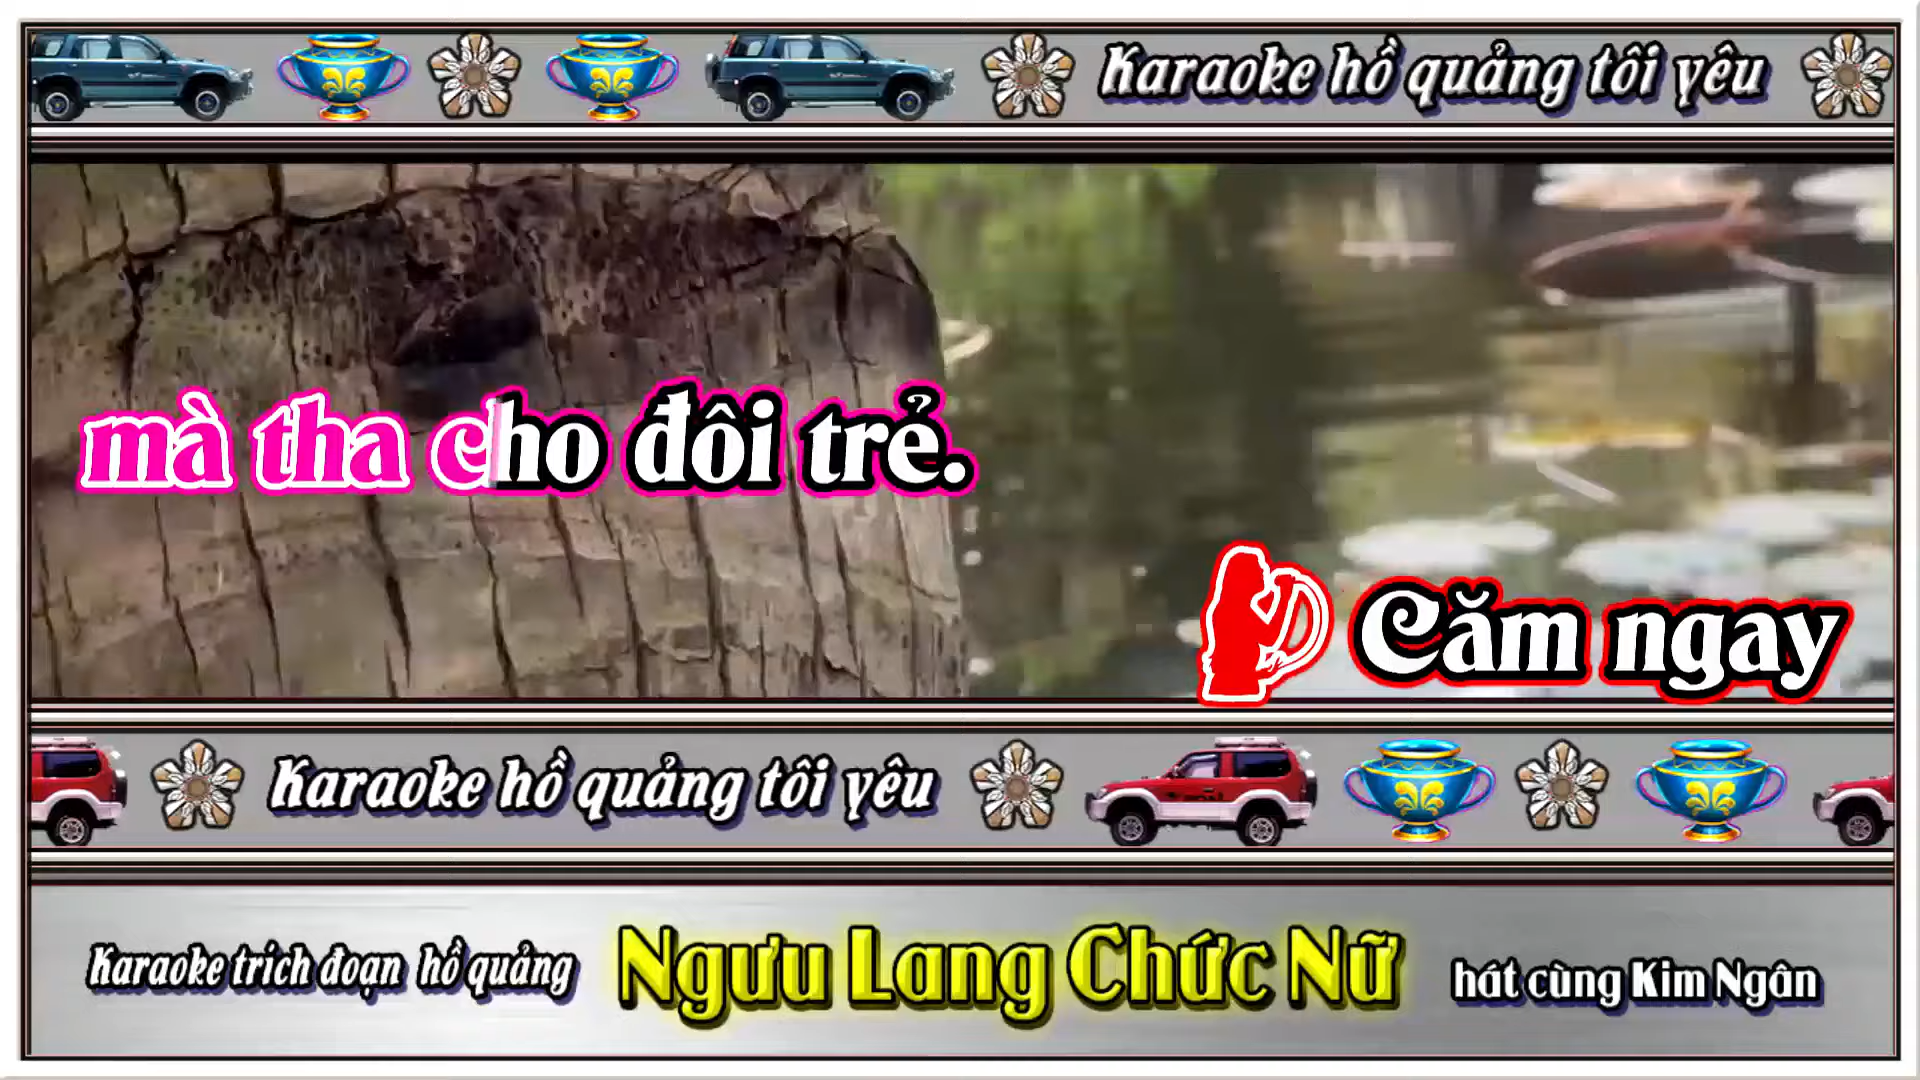 Karaoke hồ quảng tôi yêu
mà tha cho đôi trẻ.
Căm ngay
Karaoke hồ quảng tôi yêu
Karaoke trích đoạn hồ quảng
Ngưu Lang Chức Nữ
hát cùng Kim Ngân